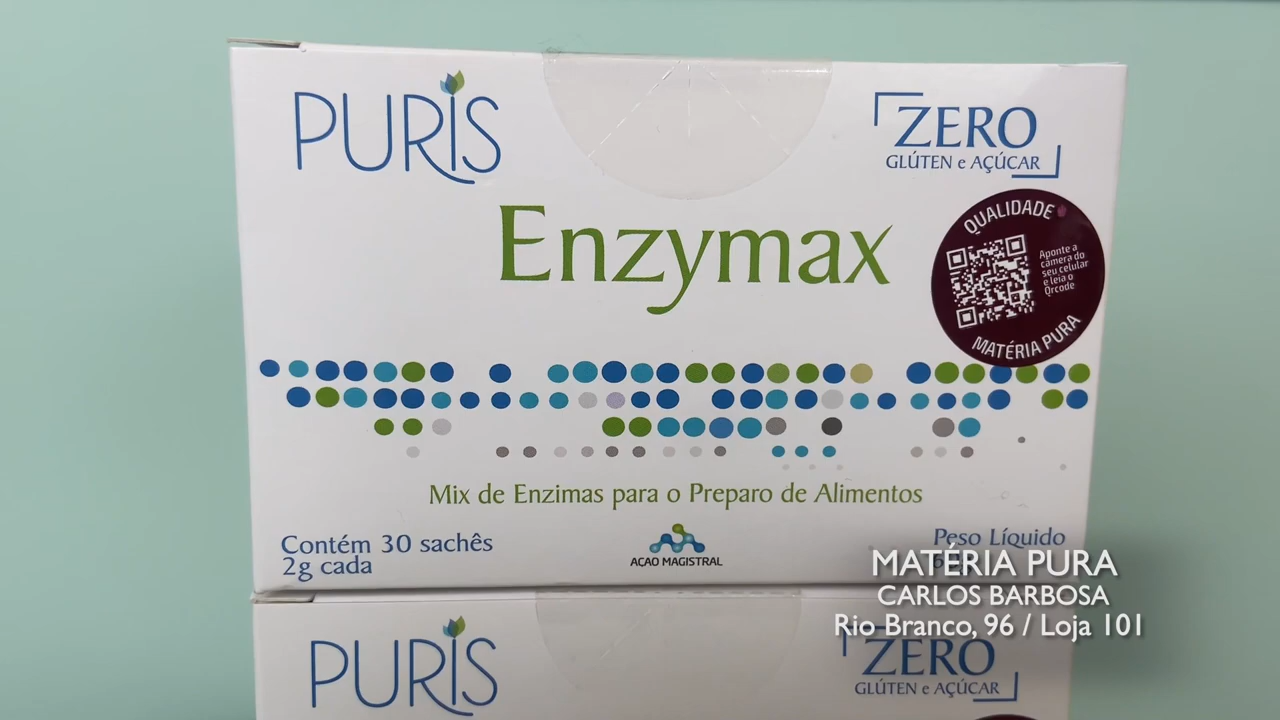 PURIS
ZERO
GLÚTEN e AÇÚCAR
Enzymax
QUALIDADE
Aponte a
câmera do
seu celular
e leia o
Qrcode
MATÉRIA PURA
Mix de Enzimas para o Preparo de Alimentos
Contém 30 sachês
2g cada
AÇÃO MAGISTRAL
Peso Líquido
MATÉRIA PURA
CARLOS BARBOSA
Rio Branco, 96 / Loja 101
PURIS
ZERO
GLÚTEN e AÇÚCAR